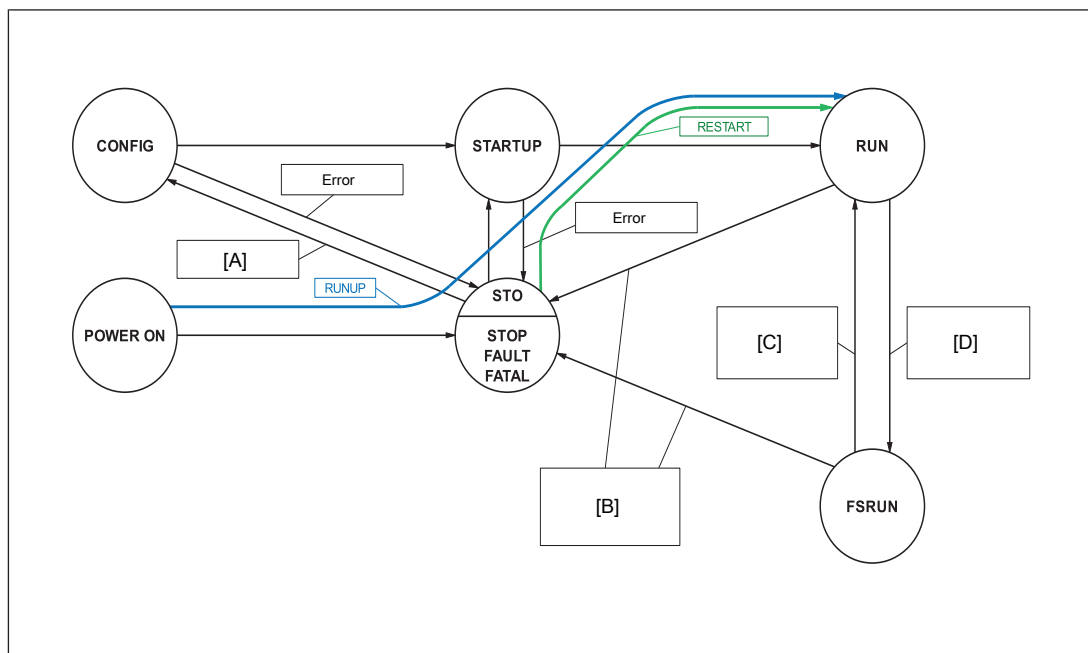 CONFIG
STARTUP
RUN
RESTART
Error
Error
[A]
RUNUP
STO
POWER ON
STOP
FAULT
FATAL
[C]
[D]
[B]
FSRUN